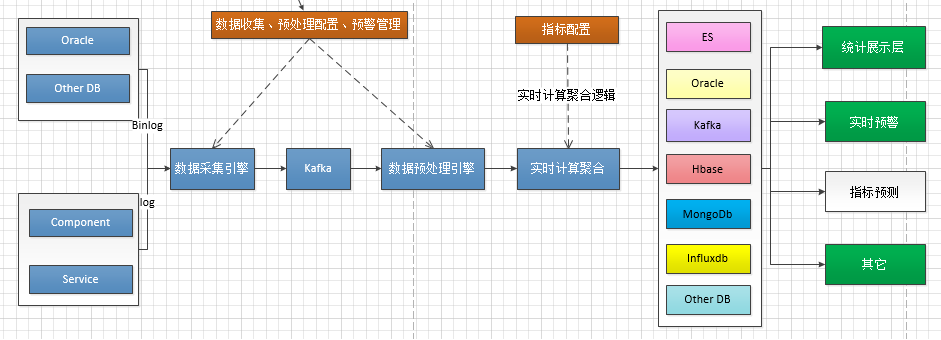 数据收集、预处理配置、预警管理
指标配置
Oracle
Other DB
Binlog
log
Component
Service
数据采集引擎
Kafka
数据预处理引擎
实时计算聚合逻辑
实时计算聚合
ES
Oracle
Kafka
Hbase
MongoDb
Influxdb
Other DB
统计展示层
实时预警
指标预测
其它